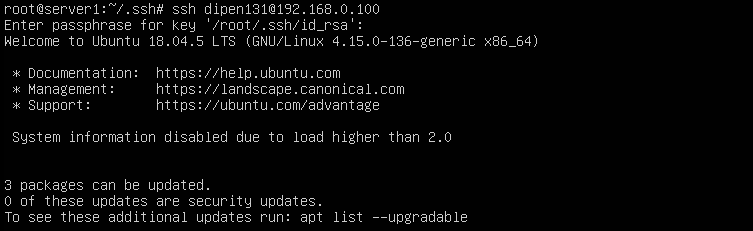 root@server1:~/.ssh# ssh dipen131@192.168.0.100
Enter passphrase for key '/root/.ssh/id_rsa':
Welcome to Ubuntu 18.04.5 LTS (GNU/Linux 4.15.0-136-generic x86_64)
* Documentation:  https://help.ubuntu.com
* Management:     https://landscape.canonical.com
* Support:        https://ubuntu.com/advantage
System information disabled due to load higher than 2.0
3 packages can be updated.
0 of these updates are security updates.
To see these additional updates run: apt list --upgradable